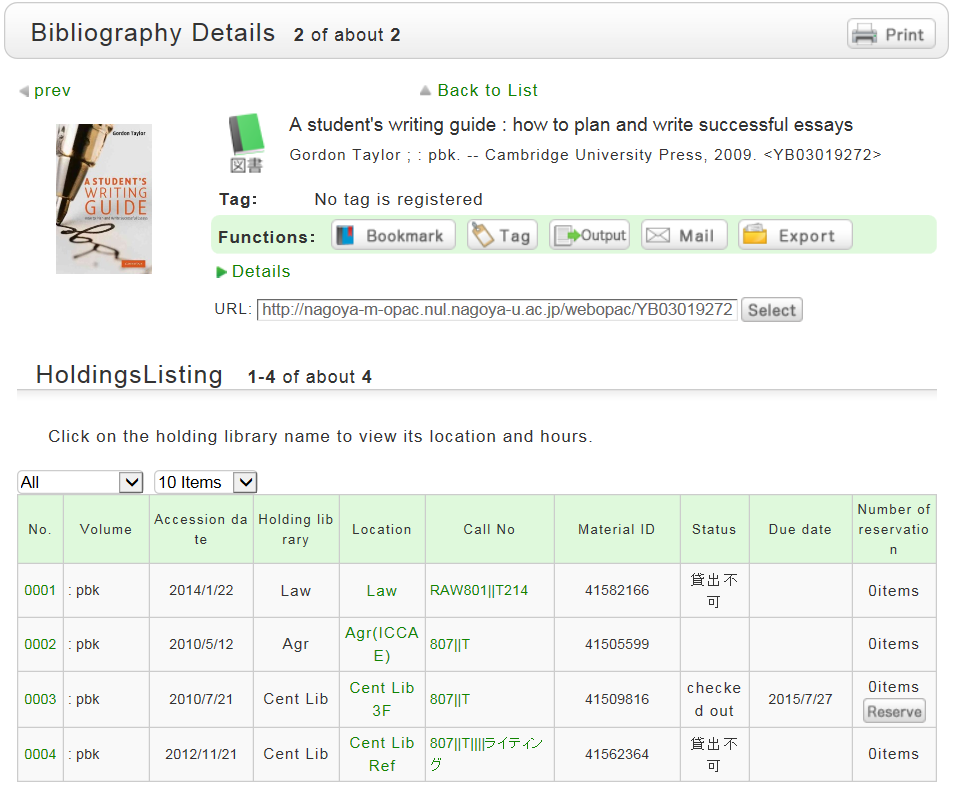 Bibliography Details 2 of about 2
Print
prev
Back to List
Gordon Taylor
A STUDENT'S
WRITING
GUIDE
図書
A student's writing guide : how to plan and write successful essays
Gordon Taylor ; : pbk. -- Cambridge University Press, 2009. <YB03019272>
Tag: No tag is registered
Functions: Bookmark Tag Output Mail Export
Details
URL: http://nagoya-m-opac.nul.nagoya-u.ac.jp/webopac/YB03019272 Select
HoldingsListing 1-4 of about 4
Click on the holding library name to view its location and hours.
All 10 Items
No. Volume Accession da
te Holding lib
rary Location Call No Material ID Status Due date Number of
reservatio
n
0001 : pbk 2014/1/22 Law Law RAW801||T214 41582166 貸出不
可 0items
0002 : pbk 2010/5/12 Agr Agr(ICCA
E) 807||T 41505599 0items
0003 : pbk 2010/7/21 Cent Lib Cent Lib
3F 807||T 41509816 checke
d out 2015/7/27 0items
Reserve
0004 : pbk 2012/11/21 Cent Lib Cent Lib
Ref 807||T||||ライティン
グ 41562364 貸出不
可 0items